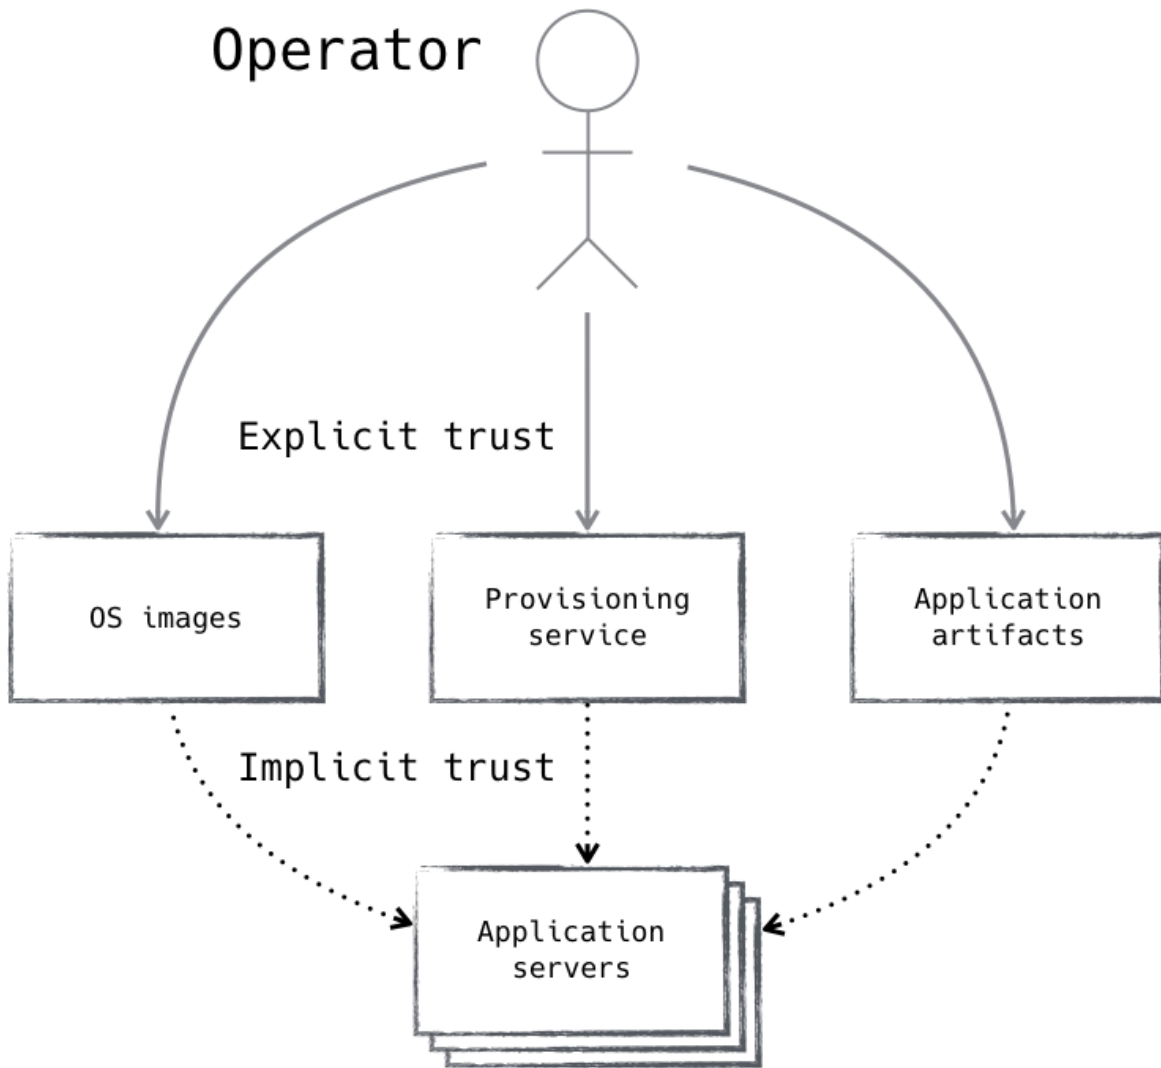 Operator
Explicit trust
OS images
Provisioning
service
Application
artifacts
Implicit trust
Application
servers